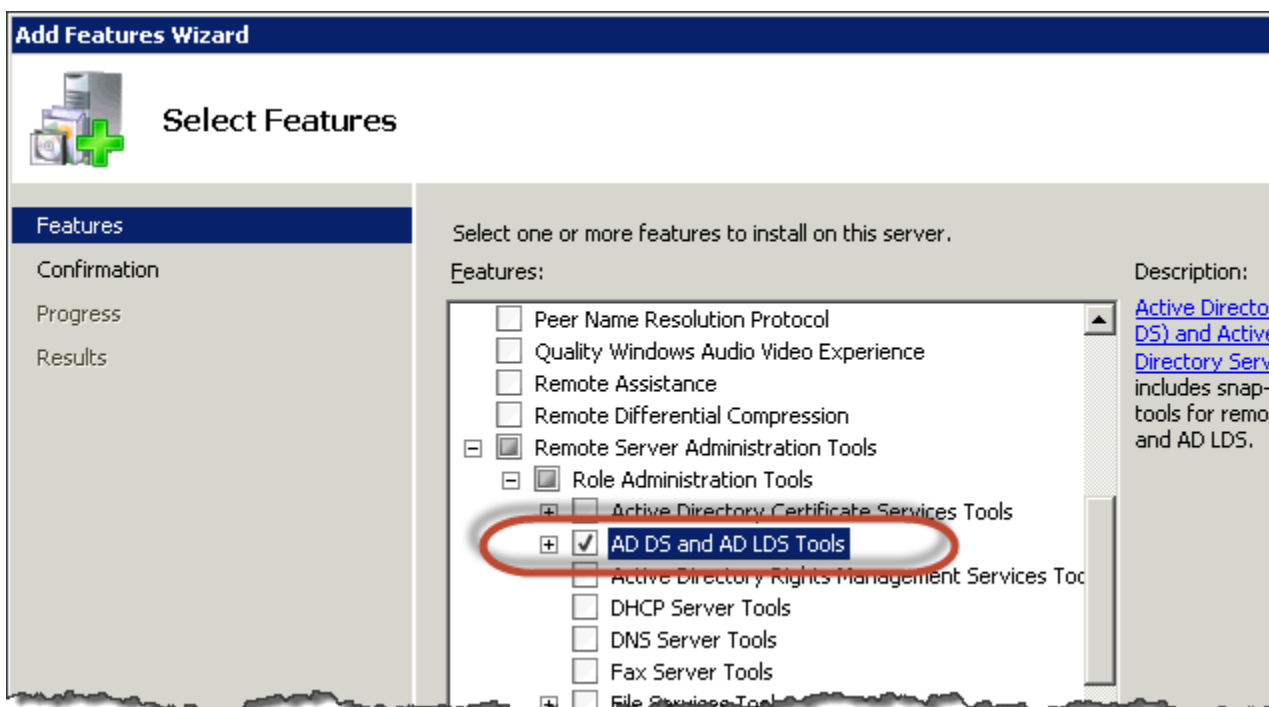 Add Features Wizard
Select Features
Features
Confirmation
Progress
Results
Select one or more features to install on this server.
Features:
Peer Name Resolution Protocol
Quality Windows Audio Video Experience
Remote Assistance
Remote Differential Compression
Remote Server Administration Tools
Role Administration Tools
Active Directory Certificate Services Tools
AD DS and AD LDS Tools
Active Directory Rights Management Services Too
DHCP Server Tools
DNS Server Tools
Fax Server Tools
File Services Tools
Description:
Active Directo
DS) and Active
Directory Serv
includes snap-
tools for remo
and AD LDS.